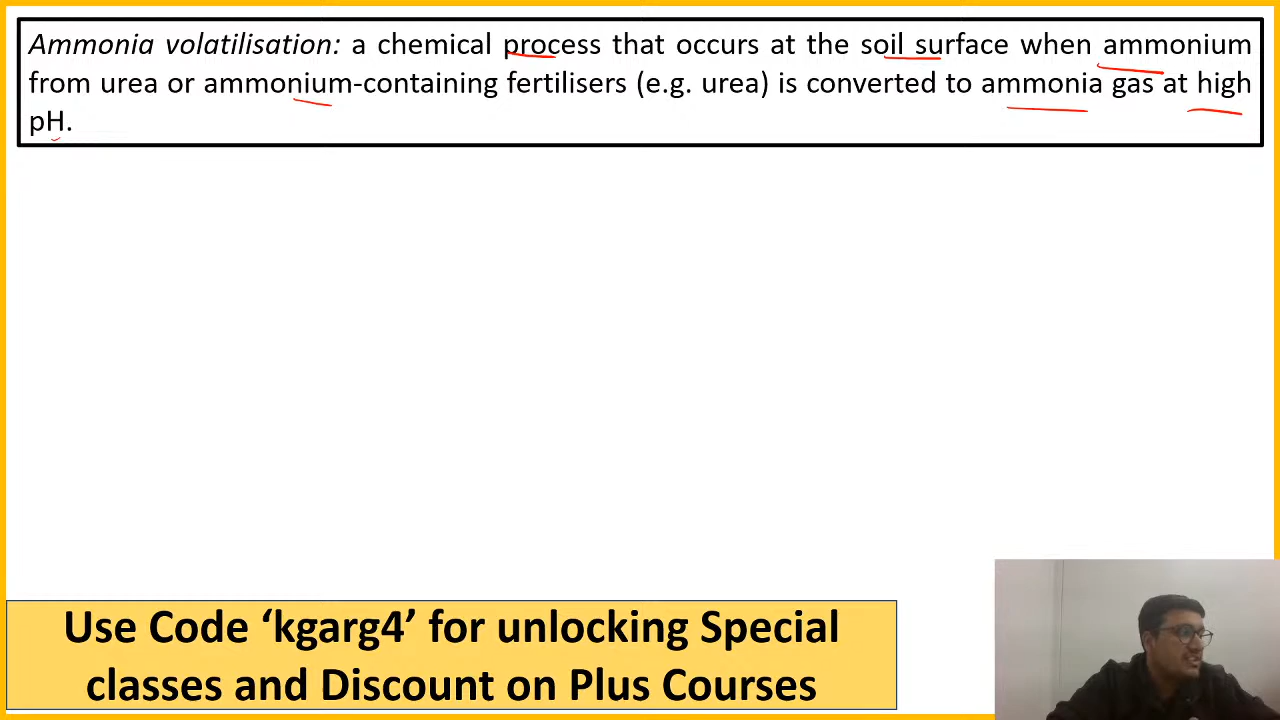 Ammonia volatilisation: a chemical process that occurs at the soil surface when ammonium
from urea or ammonium-containing fertilisers (e.g. urea) is converted to ammonia gas at high
pH.
Use Code ‘kgarg4’ for unlocking Special
classes and Discount on Plus Courses